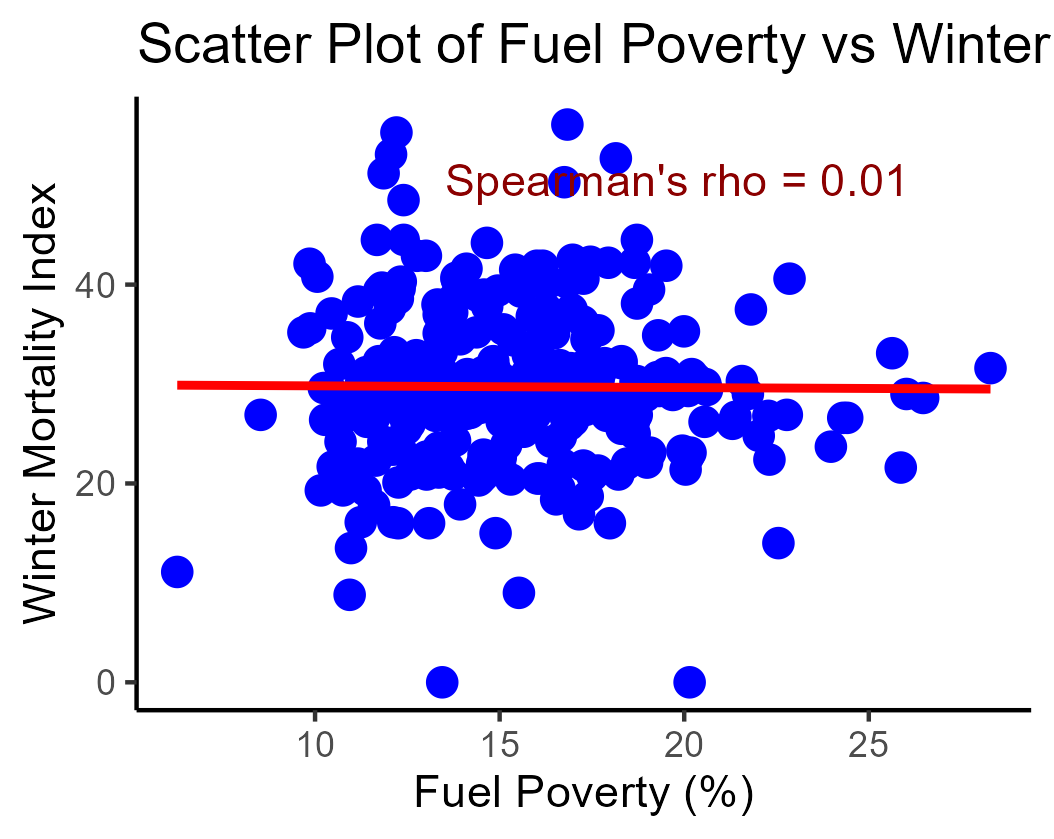 Scatter Plot of Fuel Poverty vs Winter
Spearman's rho = 0.01
Winter Mortality Index
40
20
0
10 15 20 25
Fuel Poverty (%)